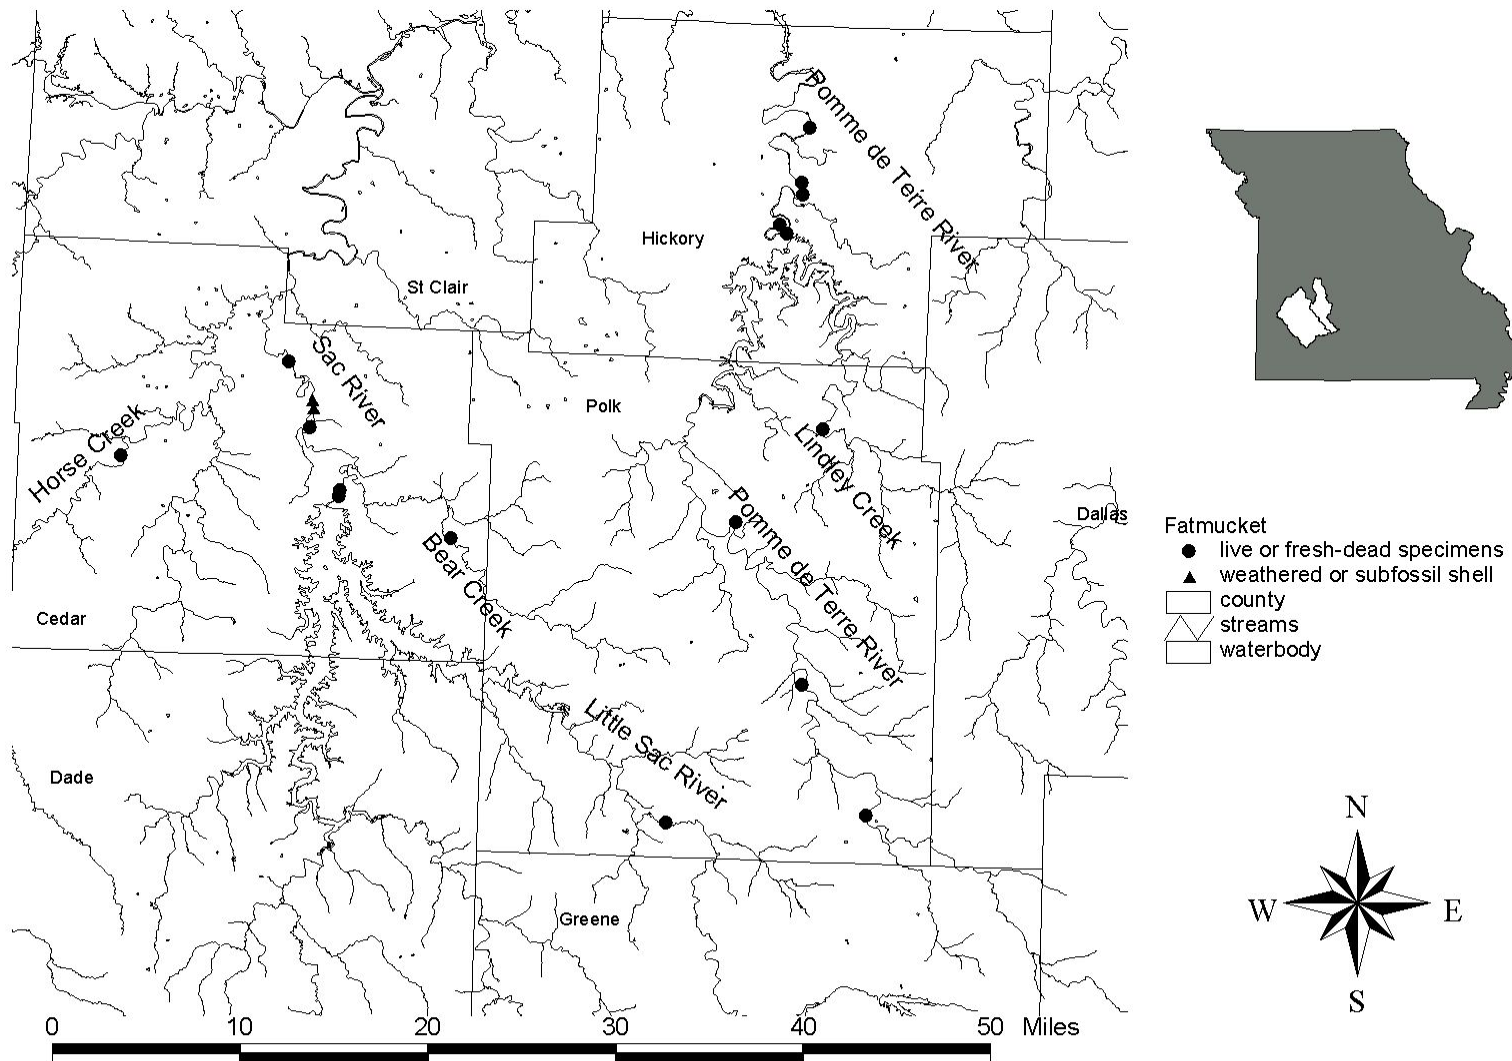 Pomme de Terre River
Hickory
St Clair
Sac River
Polk
Horse Creek
Lindley Creek
Pomme de Terre River
Dallas
Bear Creek
Cedar
Little Sac River
Dade
Greene
Fatmucket
live or fresh-dead specimens
weathered or subfossil shell
county
streams
waterbody
N
W E
S
0 10 20 30 40 50 Miles